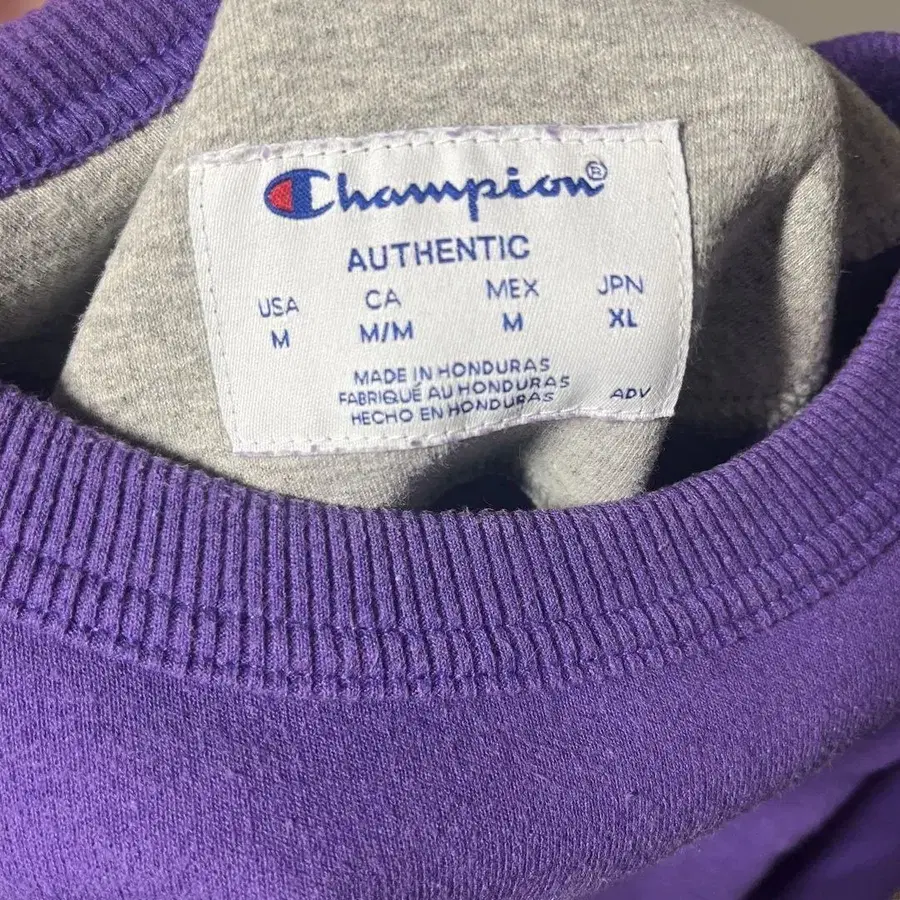 Champion®
AUTHENTIC
USA CA MEX JPN
M M/M M XL
MADE IN HONDURAS
FABRIQUÉ AU HONDURAS ADV
HECHO EN HONDURAS